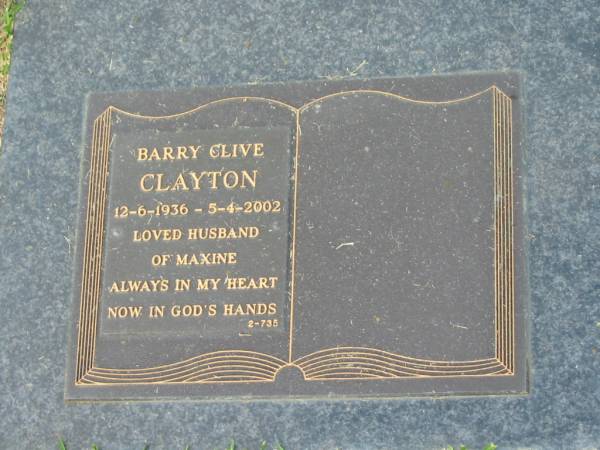 BARRY CLIVE
CLAYTON
12-6-1936 - 5-4-2002
LOVED HUSBAND
OF MAXINE
ALWAYS IN MY HEART
NOW IN GOD'S HANDS
2-735